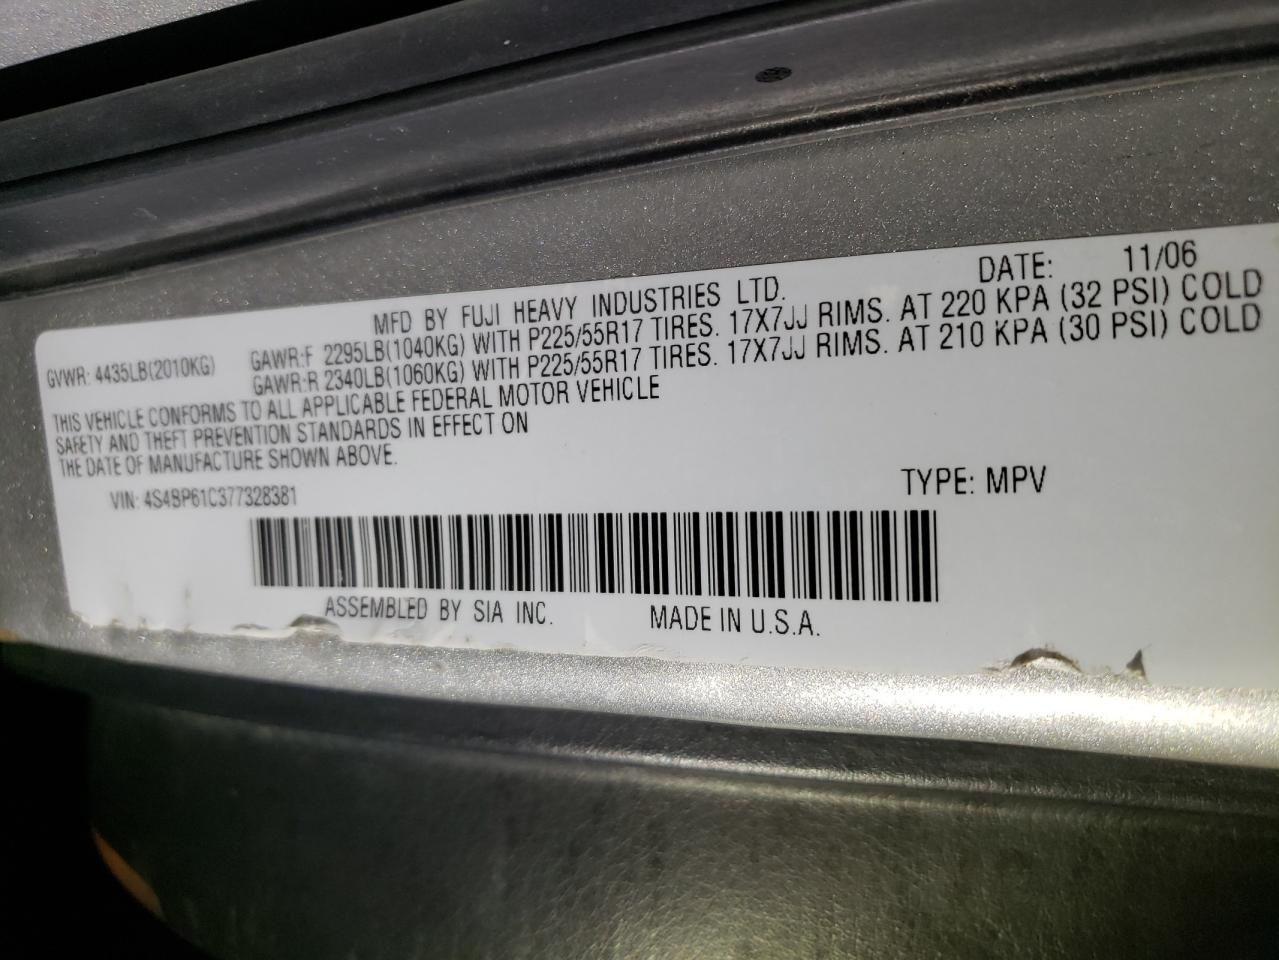 MFD BY FUJI HEAVY INDUSTRIES LTD. DATE: 11/06
GVWR: 4435LB(2010KG) GAWR:F 2295LB(1040KG) WITH P225/55R17 TIRES. 17X7JJ RIMS. AT 220 KPA (32 PSI) COLD
GAWR:R 2340LB(1060KG) WITH P225/55R17 TIRES. 17X7JJ RIMS. AT 210 KPA (30 PSI) COLD
THIS VEHICLE CONFORMS TO ALL APPLICABLE FEDERAL MOTOR VEHICLE
SAFETY AND THEFT PREVENTION STANDARDS IN EFFECT ON
THE DATE OF MANUFACTURE SHOWN ABOVE.
VIN: 4S4BP61C377328381 TYPE: MPV
ASSEMBLED BY SIA INC. MADE IN U.S.A.